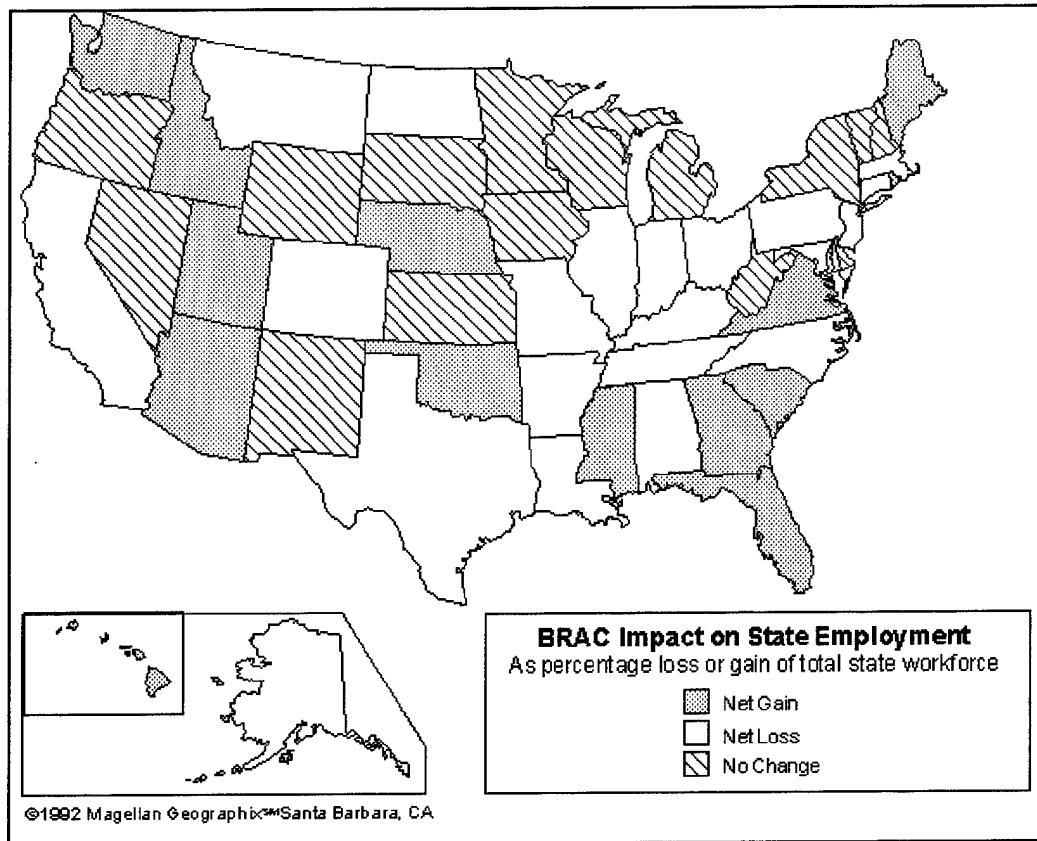 BRAC Impact on State Employment
As percentage loss or gain of total state workforce
Net Gain
Net Loss
No Change
©1992 Magellan Geographix℠Santa Barbara, CA